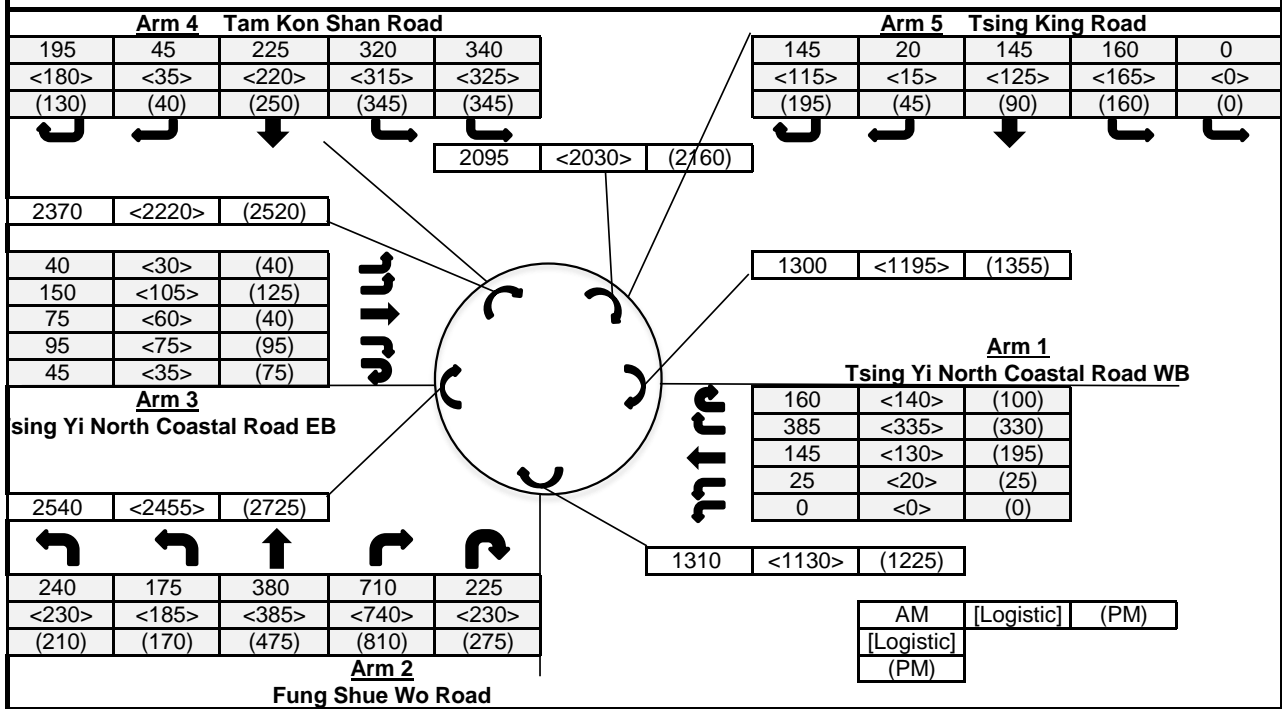 Arm 4 Tam Kon Shan Road
195 45 225 320 340
<180> <35> <220> <315> <325>
(130) (40) (250) (345) (345)
Arm 5 Tsing King Road
145 20 145 160 0
<115> <15> <125> <165> <0>
(195) (45) (90) (160) (0)
2095 <2030> (2160)
2370 <2220> (2520)
40 <30> (40)
150 <105> (125)
75 <60> (40)
95 <75> (95)
45 <35> (75)
Arm 3
sing Yi North Coastal Road EB
1300 <1195> (1355)
Arm 1
Tsing Yi North Coastal Road WB
160 <140> (100)
385 <335> (330)
145 <130> (195)
25 <20> (25)
0 <0> (0)
2540 <2455> (2725)
1310 <1130> (1225)
240 175 380 710 225
<230> <185> <385> <740> <230>
(210) (170) (475) (810) (275)
Arm 2
Fung Shue Wo Road
AM [Logistic] (PM)
[Logistic]
(PM)